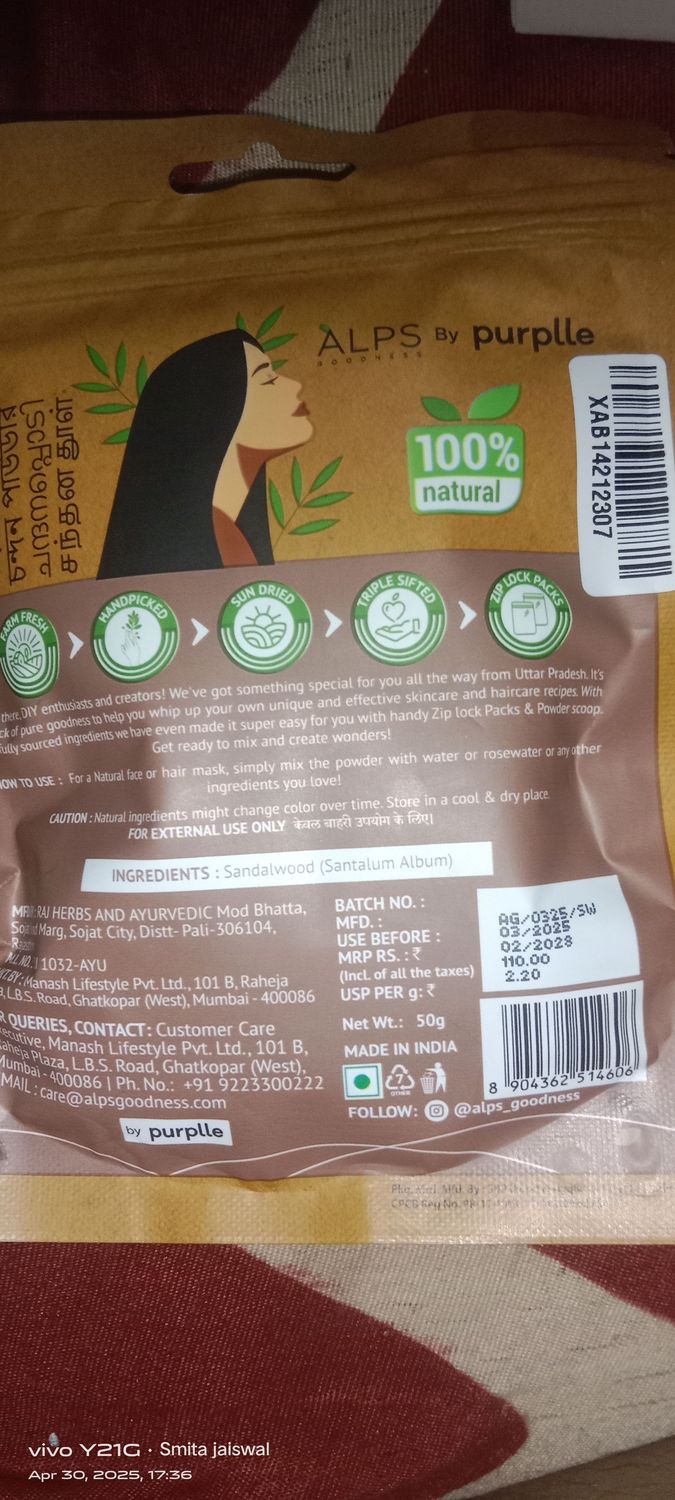 ALPS By purplle
GOODNESS
চন্দন পাউডার
ചന്ദനപ്പൊടി
சந்தன தூள்
100%
natural
XAB14212307
FARM FRESH
HANDPICKED
SUN DRIED
TRIPLE SIFTED
ZIP LOCK PACKS
there, DIY enthusiasts and creators! We've got something special for you all the way from Uttar Pradesh. It's
of pure goodness to help you whip up your own unique and effective skincare and haircare recipes. With
sourced ingredients we have even made it super easy for you with handy Zip lock Packs & Powder scoop.
Get ready to mix and create wonders!
TO USE : For a Natural face or hair mask, simply mix the powder with water or rosewater or any other
ingredients you love!
CAUTION : Natural ingredients might change color over time. Store in a cool & dry place.
FOR EXTERNAL USE ONLY केवल बाहरी उपयोग के लिए।
INGREDIENTS : Sandalwood (Santalum Album)
RAJ HERBS AND AYURVEDIC Mod Bhatta,
Marg, Sojat City, Distt- Pali-306104,
1032-AYU
Manash Lifestyle Pvt. Ltd., 101 B, Raheja
L.B.S. Road, Ghatkopar (West), Mumbai - 400086
QUERIES, CONTACT: Customer Care
Manash Lifestyle Pvt. Ltd., 101 B,
Plaza, L.B.S. Road, Ghatkopar (West),
Mumbai - 400086 | Ph. No.: +91 9223300222
care@alpsgoodness.com
by purplle
BATCH NO. : AG/0325/SW
MFD. : 03/2025
USE BEFORE : 02/2028
MRP RS. : ₹ 110.00
(Incl. of all the taxes)
USP PER g: ₹ 2.20
Net Wt.: 50g
MADE IN INDIA
7
OTHER
8 904362 514606
FOLLOW: @alps_goodness
vivo Y21G · Smita jaiswal
Apr 30, 2025, 17:36